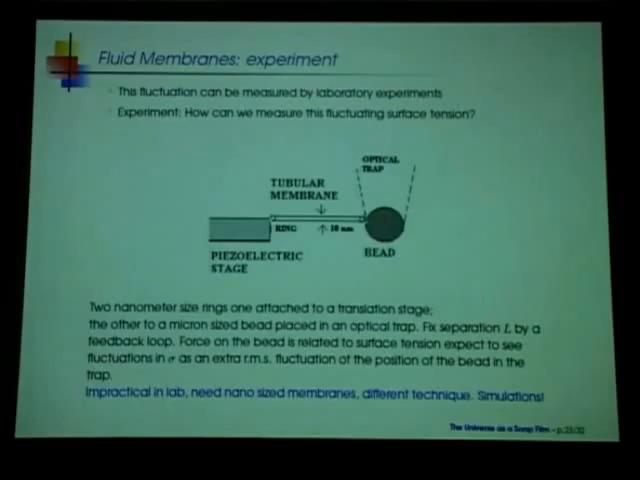 Fluid Membranes: experiment
This fluctuation can be measured by laboratory experiments
Experiment: How can we measure this fluctuating surface tension?
OPTICAL
TRAP
TUBULAR
MEMBRANE
RING
10 nm
PIEZOELECTRIC
STAGE
BEAD
Two nanometer size rings one attached to a translation stage;
the other to a micron sized bead placed in an optical trap. Fix separation L by a
feedback loop. Force on the bead is related to surface tension expect to see
fluctuations in σ as an extra r.m.s. fluctuation of the position of the bead in the
trap.
Impractical in lab, need nano sized membranes, different technique. Simulations!
The Universe as a Soap Film – p.23/32